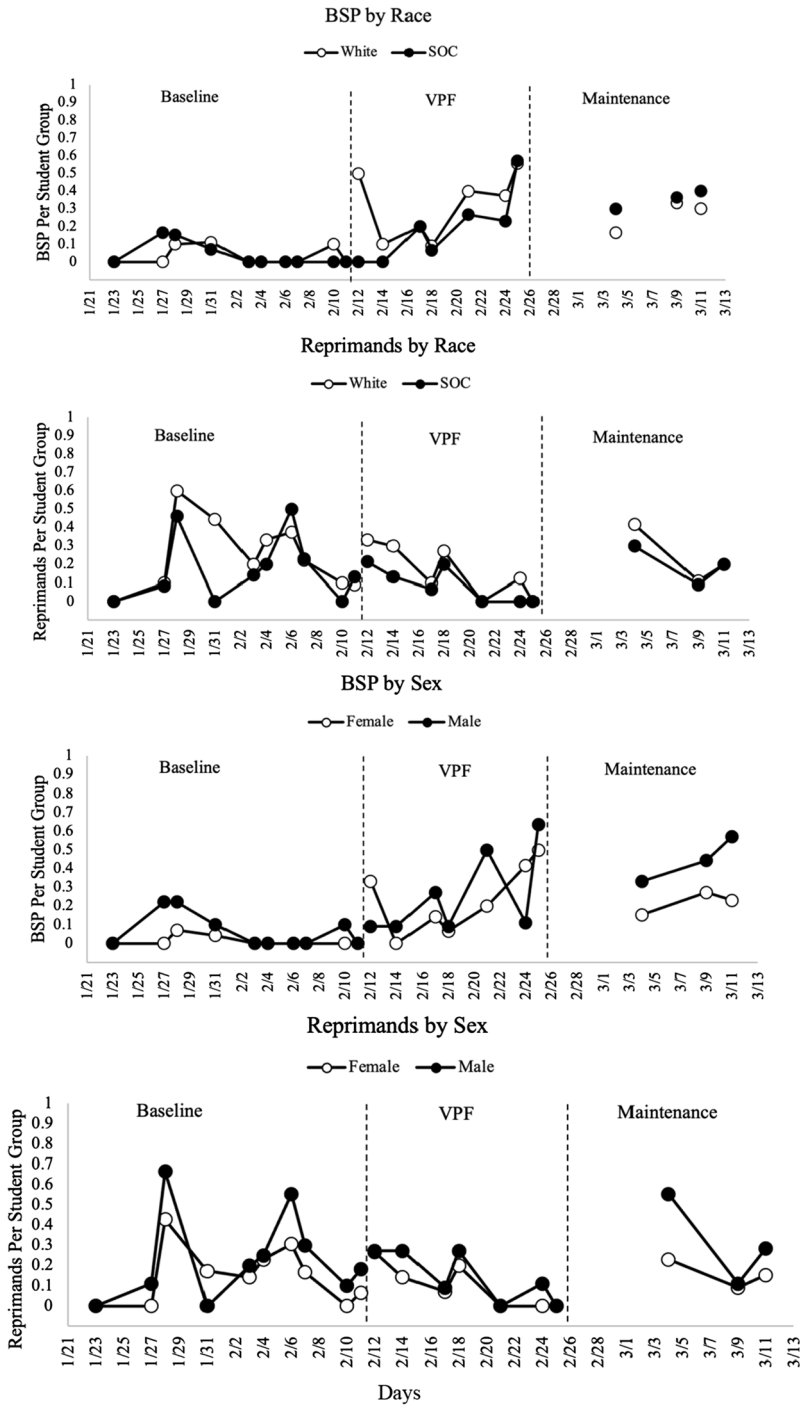 BSP by Race
White SOC
Baseline VPF Maintenance
BSP Per Student Group
1
0.9
0.8
0.7
0.6
0.5
0.4
0.3
0.2
0.1
0
1/21 1/23 1/25 1/27 1/29 1/31 2/2 2/4 2/6 2/8 2/10 2/12 2/14 2/16 2/18 2/20 2/22 2/24 2/26 2/28 3/1 3/3 3/5 3/7 3/9 3/11 3/13
Reprimands by Race
White SOC
Baseline VPF Maintenance
Reprimands Per Student Group
1
0.9
0.8
0.7
0.6
0.5
0.4
0.3
0.2
0.1
0
1/21 1/23 1/25 1/27 1/29 1/31 2/2 2/4 2/6 2/8 2/10 2/12 2/14 2/16 2/18 2/20 2/22 2/24 2/26 2/28 3/1 3/3 3/5 3/7 3/9 3/11 3/13
BSP by Sex
Female Male
Baseline VPF Maintenance
BSP Per Student Group
1
0.9
0.8
0.7
0.6
0.5
0.4
0.3
0.2
0.1
0
1/21 1/23 1/25 1/27 1/29 1/31 2/2 2/4 2/6 2/8 2/10 2/12 2/14 2/16 2/18 2/20 2/22 2/24 2/26 2/28 3/1 3/3 3/5 3/7 3/9 3/11 3/13
Reprimands by Sex
Female Male
Baseline VPF Maintenance
Reprimands Per Student Group
1
0.9
0.8
0.7
0.6
0.5
0.4
0.3
0.2
0.1
0
1/21 1/23 1/25 1/27 1/29 1/31 2/2 2/4 2/6 2/8 2/10 2/12 2/14 2/16 2/18 2/20 2/22 2/24 2/26 2/28 3/1 3/3 3/5 3/7 3/9 3/11 3/13
Days